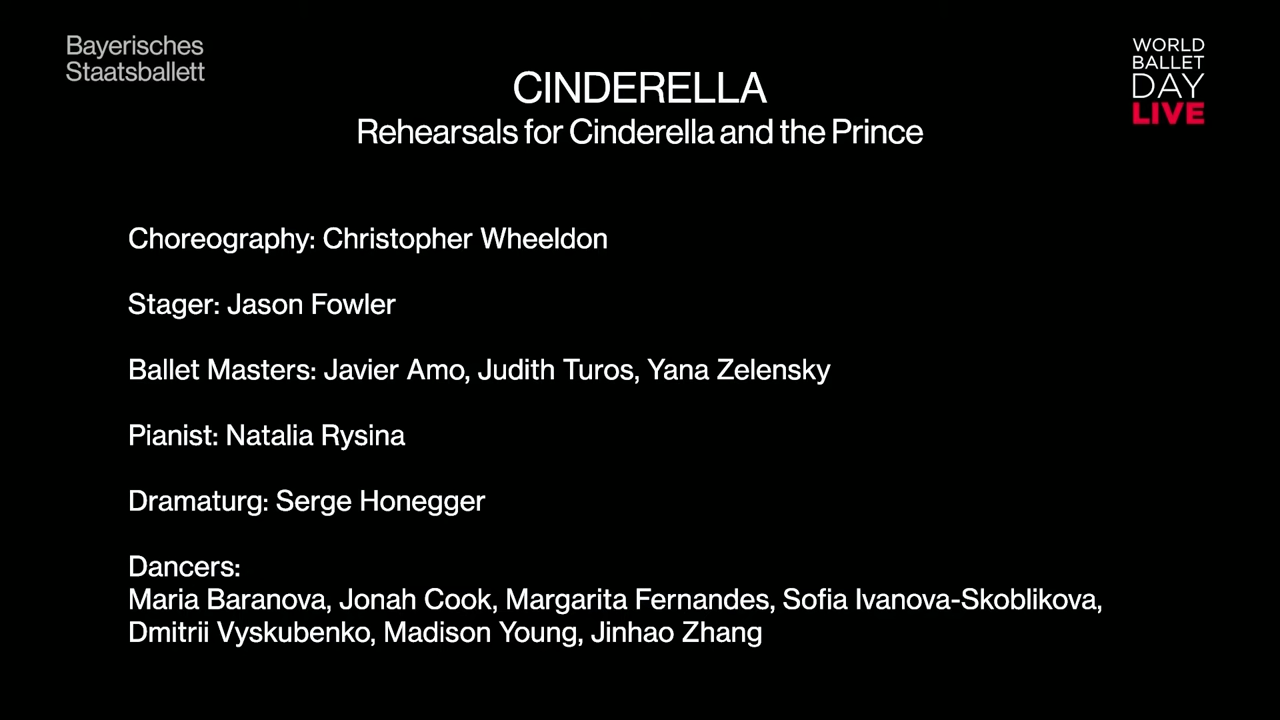 Bayerisches
Staatsballett
WORLD
BALLET
DAY
LIVE
CINDERELLA
Rehearsals for Cinderella and the Prince
Choreography: Christopher Wheeldon
Stager: Jason Fowler
Ballet Masters: Javier Amo, Judith Turos, Yana Zelensky
Pianist: Natalia Rysina
Dramaturg: Serge Honegger
Dancers:
Maria Baranova, Jonah Cook, Margarita Fernandes, Sofia Ivanova-Skoblikova,
Dmitrii Vyskubenko, Madison Young, Jinhao Zhang